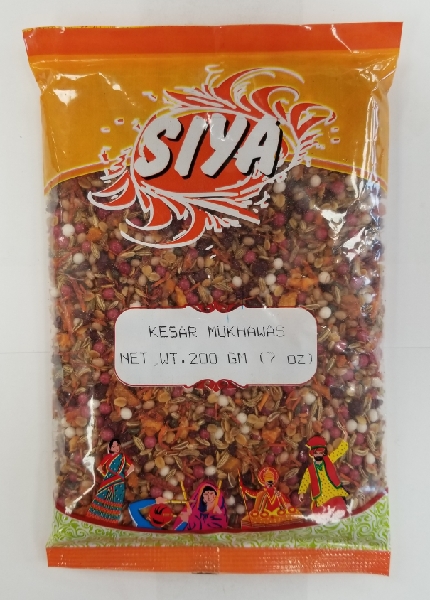 SIYA
KESAR MUKHAWAS
NET.WT.200 GM (7 oz)